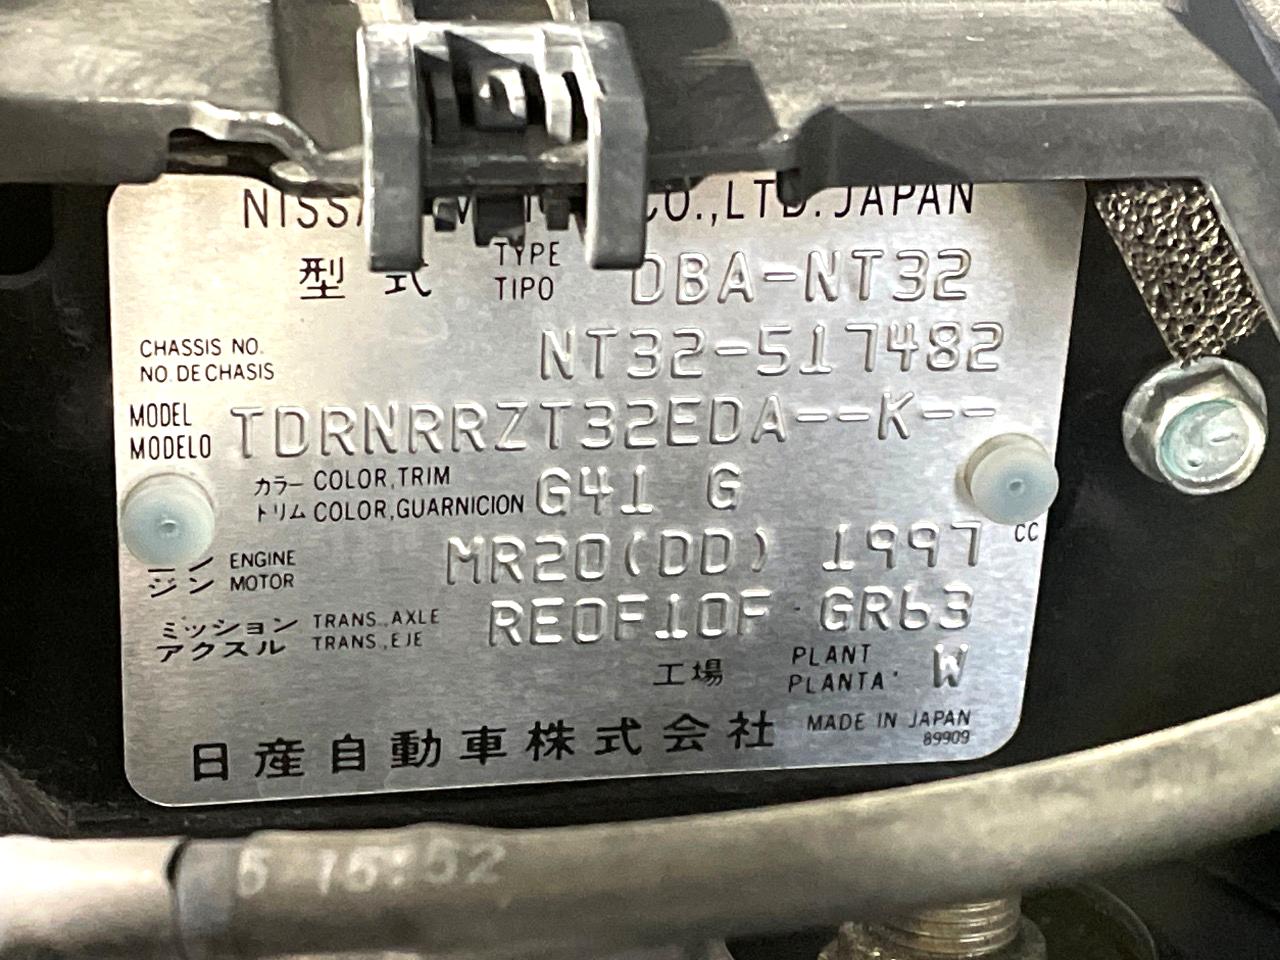 CO.,LTD.JAPAN
型式 TYPE DBA-NT32
TIPO
CHASSIS NO. NT32-517482
NO.DE CHASIS
MODEL TDRNRRZT32EDA--K--
MODELO
カラー COLOR,TRIM G41 G
トリム COLOR,GUARNICION
ENGINE MR20(DD) 1997 CC
ジン MOTOR
ミッション TRANS.,AXLE RE0F10F GR63
アクスル TRANS.,EJE
工場 PLANT W
PLANTA
日産自動車株式会社 MADE IN JAPAN
89909